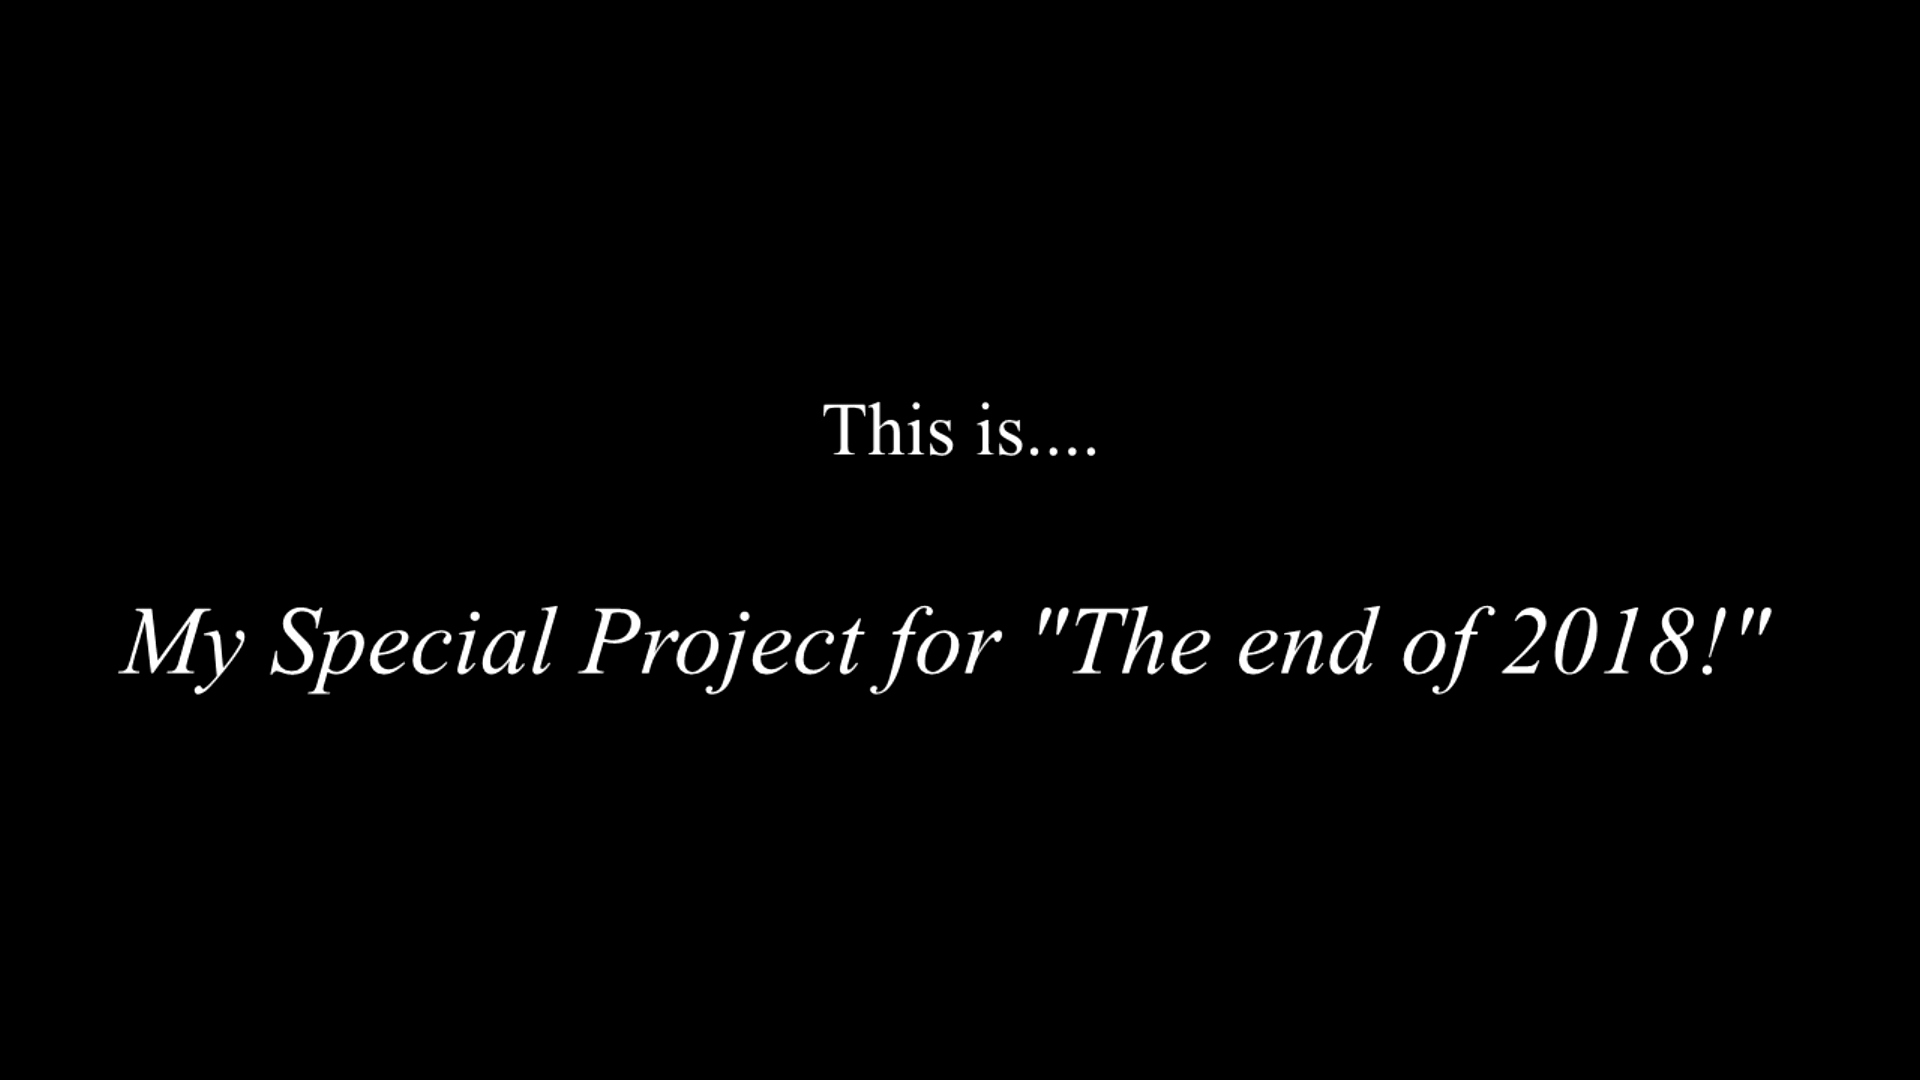 This is....
My Special Project for "The end of 2018!"